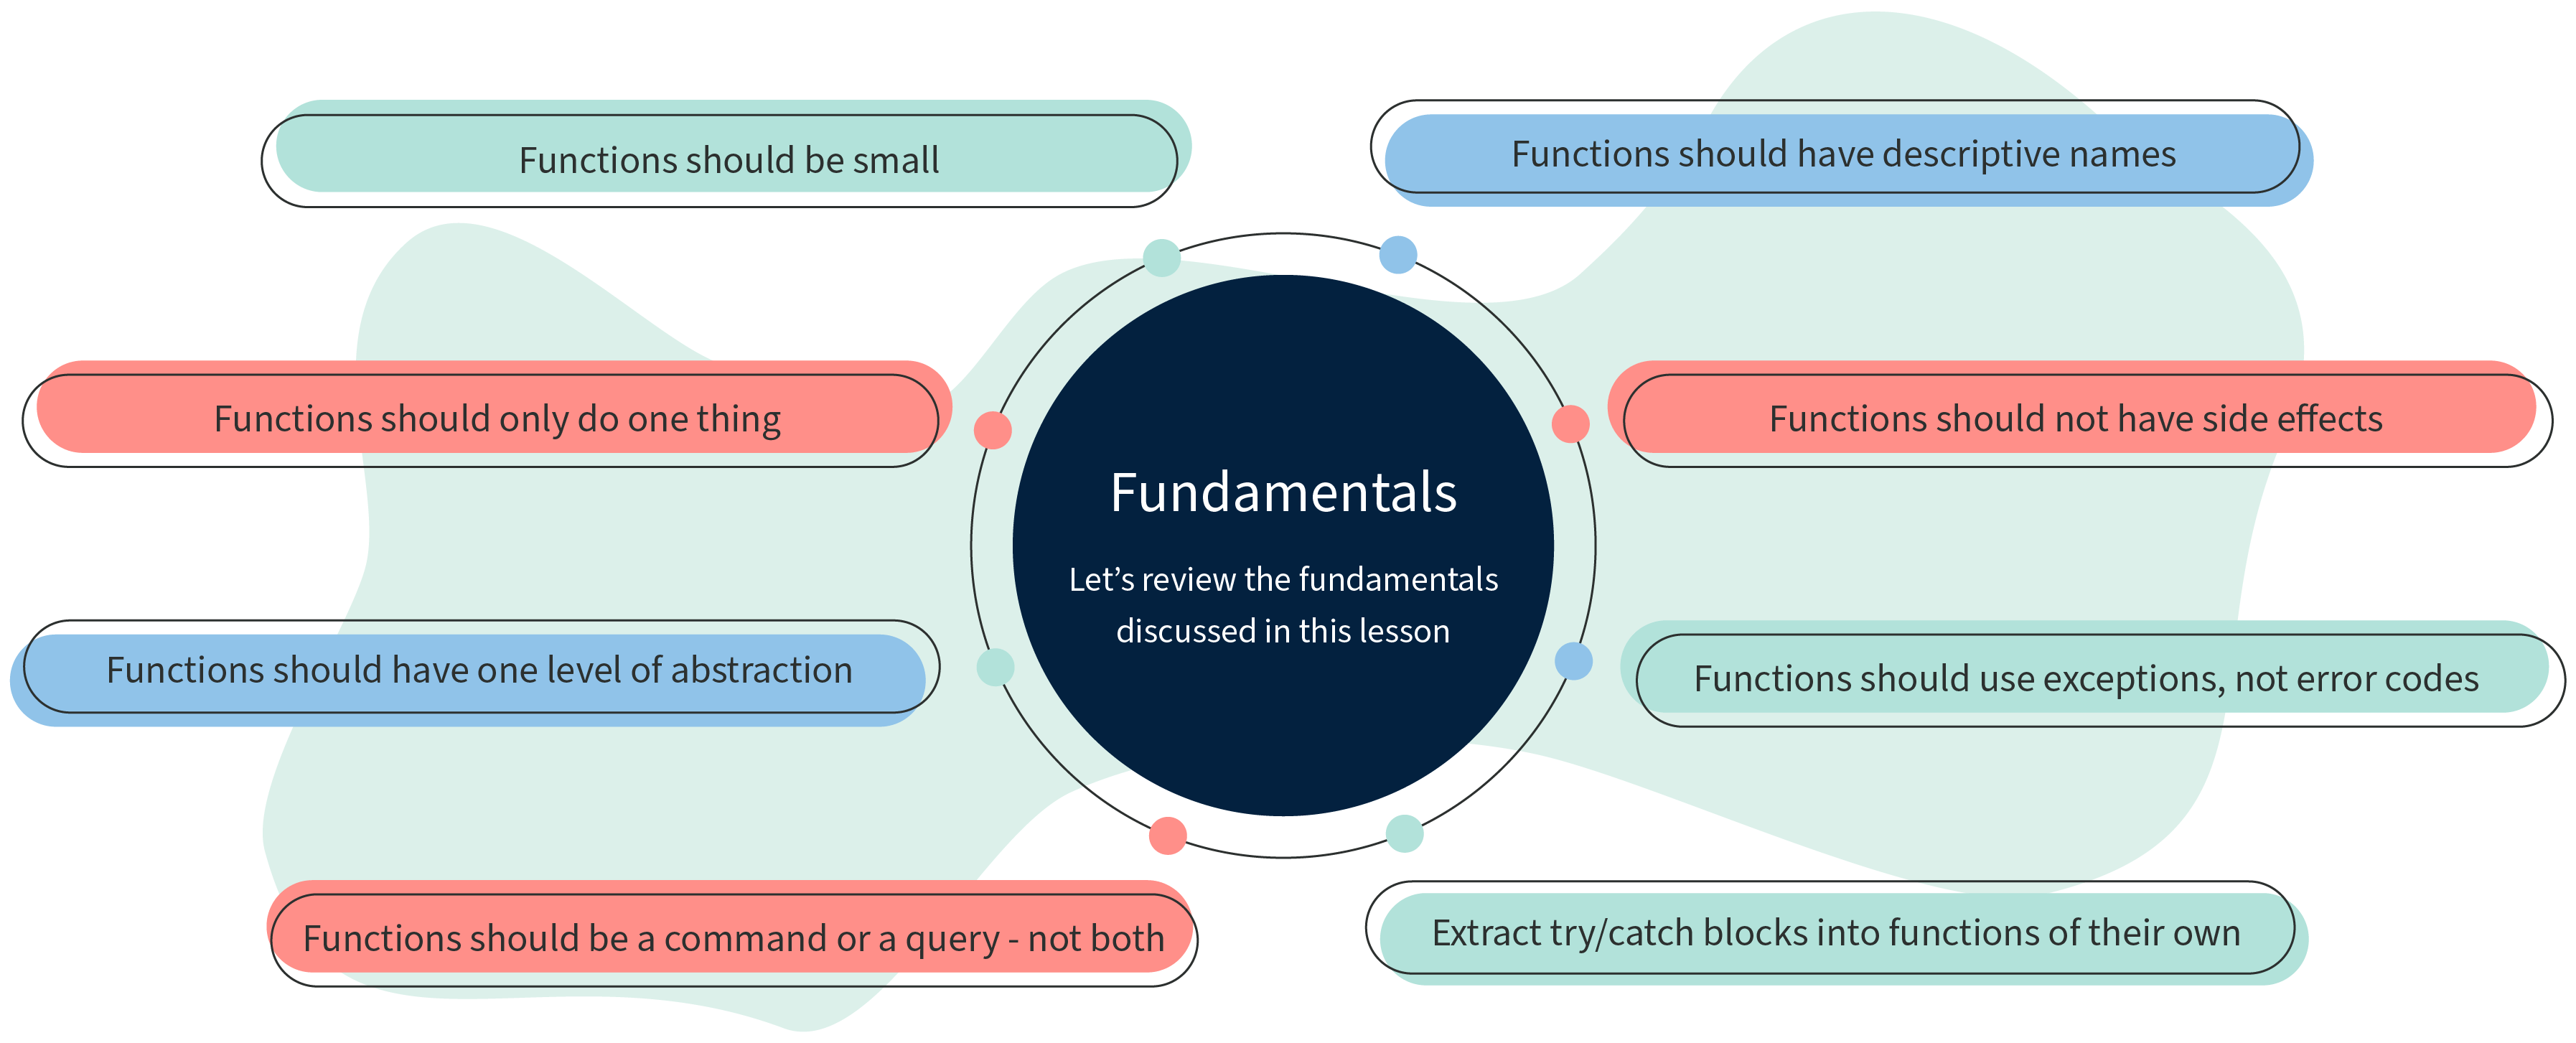 Functions should be small
Functions should have descriptive names
Functions should only do one thing
Functions should not have side effects
Fundamentals
Let’s review the fundamentals
discussed in this lesson
Functions should have one level of abstraction
Functions should use exceptions, not error codes
Functions should be a command or a query - not both
Extract try/catch blocks into functions of their own